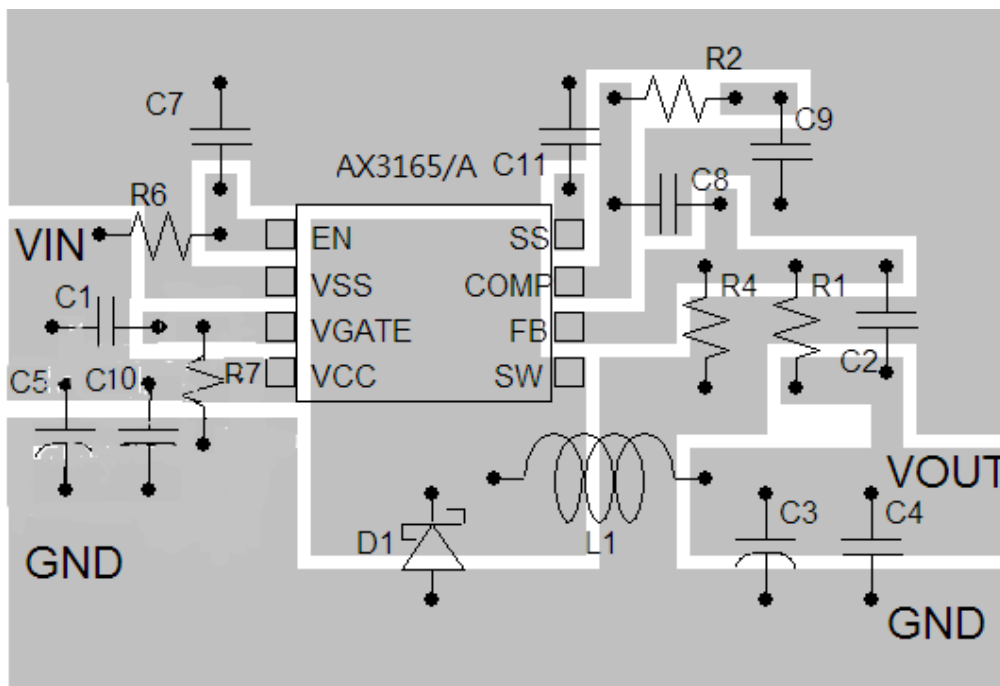 R2
C7
C9
AX3165/A
C11
C8
R6
VIN
EN
SS
VSS
COMP
C1
R4
R1
VGATE
FB
C2
C5
C10
R7
VCC
SW
VOUT
C3
C4
D1
L1
GND
GND